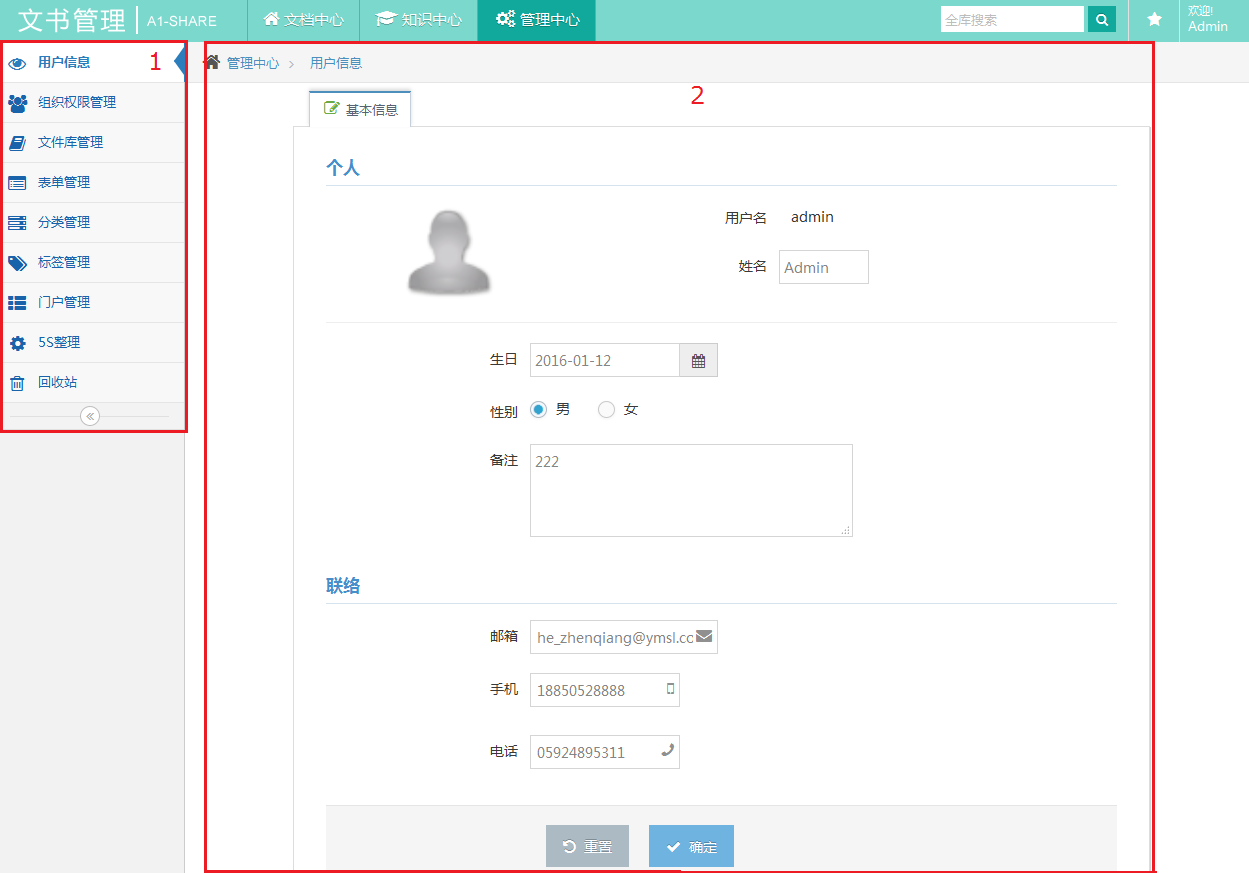 文书管理 A1-SHARE 文档中心 知识中心 管理中心 全库搜索 欢迎!
Admin
用户信息 1
组织权限管理
文件库管理
表单管理
分类管理
标签管理
门户管理
5S整理
回收站
管理中心 > 用户信息
2
基本信息
个人
用户名 admin
姓名 Admin
生日 2016-01-12
性别 男 女
备注 222
联络
邮箱 he_zhenqiang@ymsl.co
手机 18850528888
电话 05924895311
重置 确定